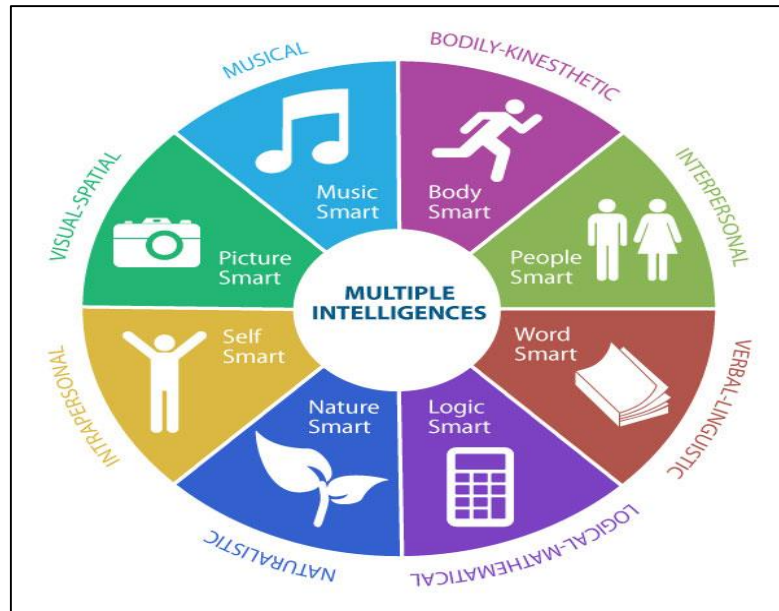 MUSICAL
BODILY-KINESTHETIC
VISUAL-SPATIAL
INTERPERSONAL
Music
Smart
Body
Smart
Picture
Smart
People
Smart
MULTIPLE
INTELLIGENCES
Self
Smart
Word
Smart
Nature
Smart
Logic
Smart
INTRAPERSONAL
VERBAL-LINGUISTIC
NATURALISTIC
LOGICAL-MATHEMATICAL